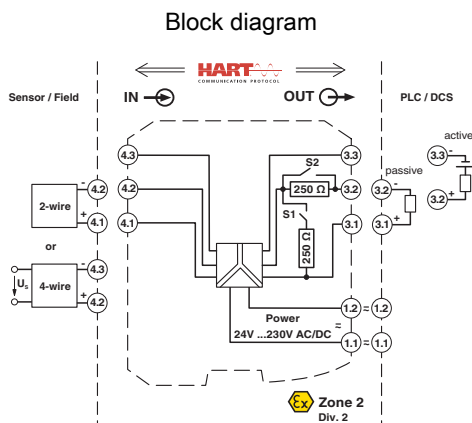 Block diagram
HART
COMMUNICATION PROTOCOL
Sensor / Field
IN
OUT
PLC / DCS
active
4.3
3.3
S2
3.3 -
passive
2-wire
- 4.2
4.2
250 Ω
3.2
3.2 -
3.2 +
+ 4.1
4.1
S1
3.1
3.1 +
or
250 Ω
4-wire
- 4.3
Us
+ 4.2
Power
1.2 ≈ 1.2
24V ...230V AC/DC
≈
1.1 ≈ 1.1
Ex Zone 2
Div. 2